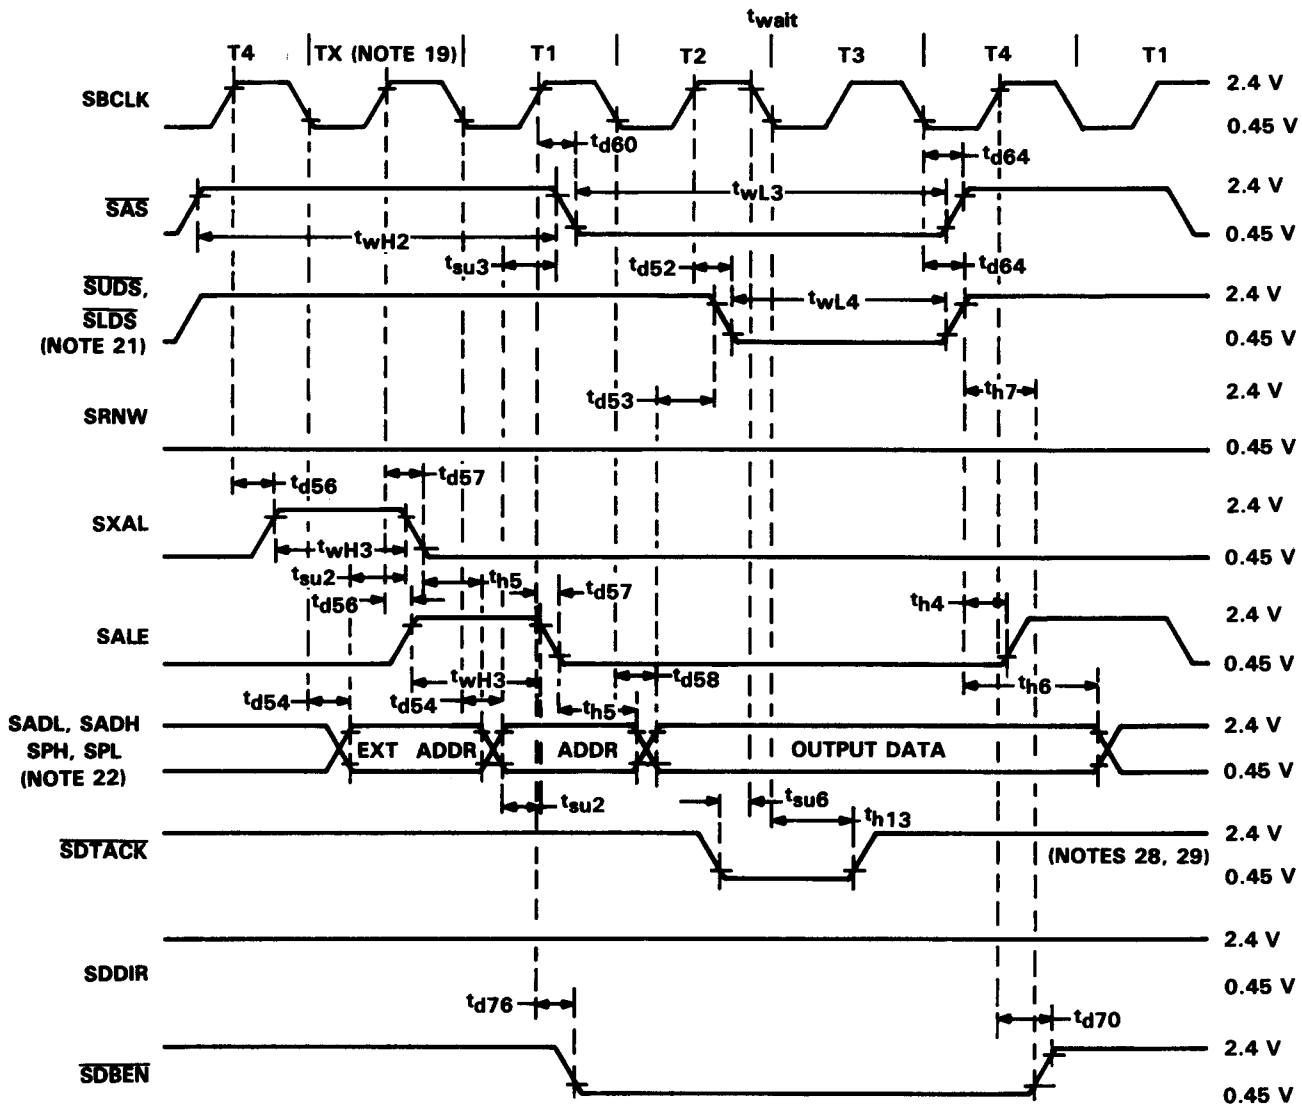 twait
T4 TX (NOTE 19) T1 T2 T3 T4 T1
SBCLK
2.4 V
0.45 V
td60
td64
SAS
twL3
2.4 V
0.45 V
twH2
tsu3
td52
td64
SUDS,
SLDS
(NOTE 21)
twL4
2.4 V
0.45 V
td53
th7
SRNW
2.4 V
0.45 V
td56
td57
SXAL
2.4 V
0.45 V
twH3
tsu2
th5
td57
td56
th4
SALE
2.4 V
0.45 V
twH3
td58
td54
td54
th5
th6
SADL, SADH
SPH, SPL
(NOTE 22)
EXT ADDR ADDR OUTPUT DATA
2.4 V
0.45 V
tsu2
tsu6
th13
SDTACK
2.4 V
(NOTES 28, 29)
0.45 V
SDDIR
2.4 V
0.45 V
td76
td70
SDBEN
2.4 V
0.45 V